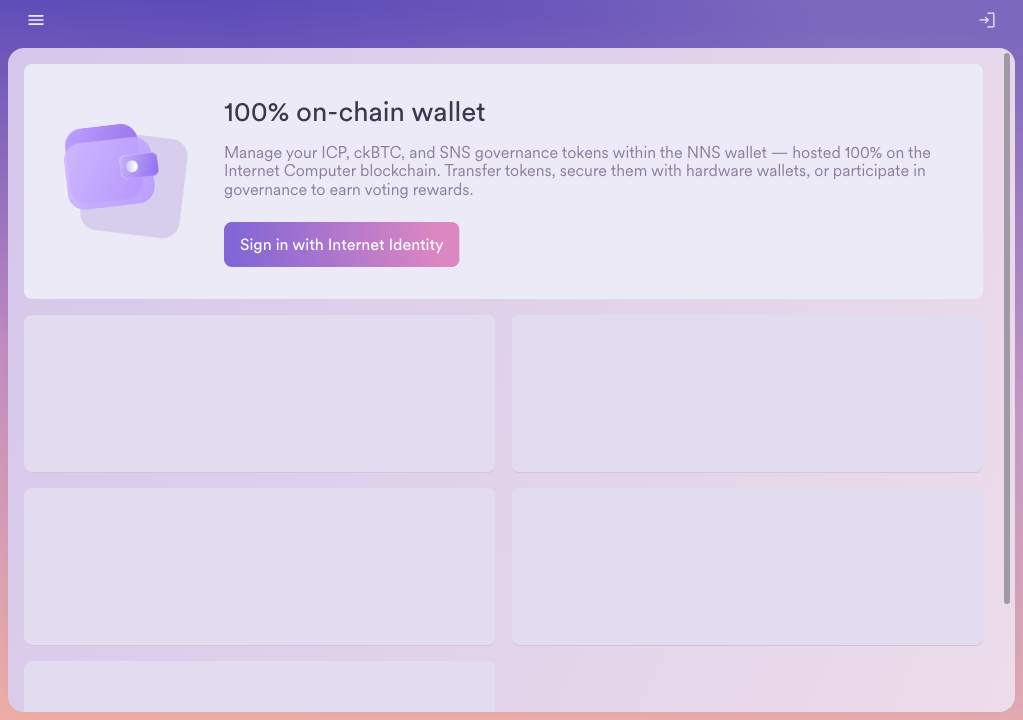 100% on-chain wallet
Manage your ICP, ckBTC, and SNS governance tokens within the NNS wallet — hosted 100% on the
Internet Computer blockchain. Transfer tokens, secure them with hardware wallets, or participate in
governance to earn voting rewards.
Sign in with Internet Identity